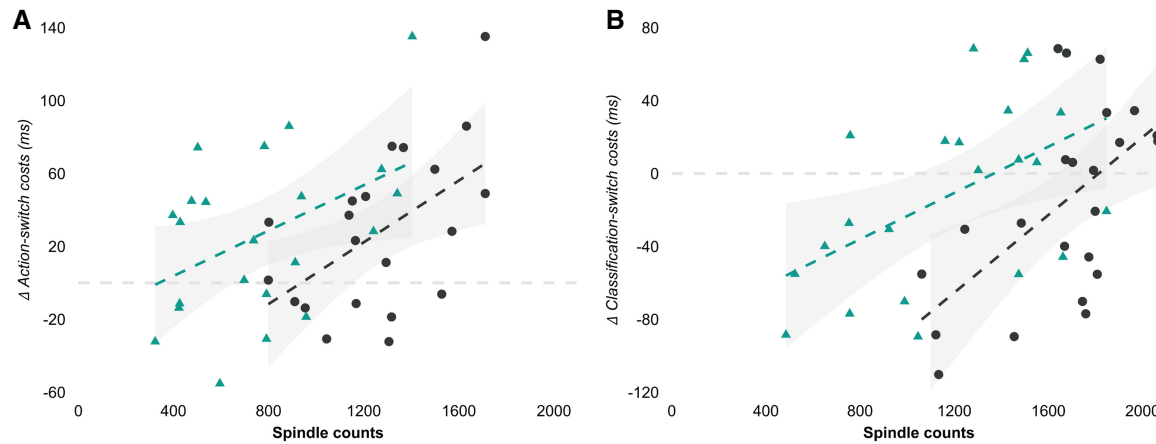 A
140
100
60
20
-20
-60
Δ Action-switch costs (ms)
0 400 800 1200 1600 2000
Spindle counts
B
80
40
0
-40
-80
-120
Δ Classification-switch costs (ms)
0 400 800 1200 1600 2000
Spindle counts